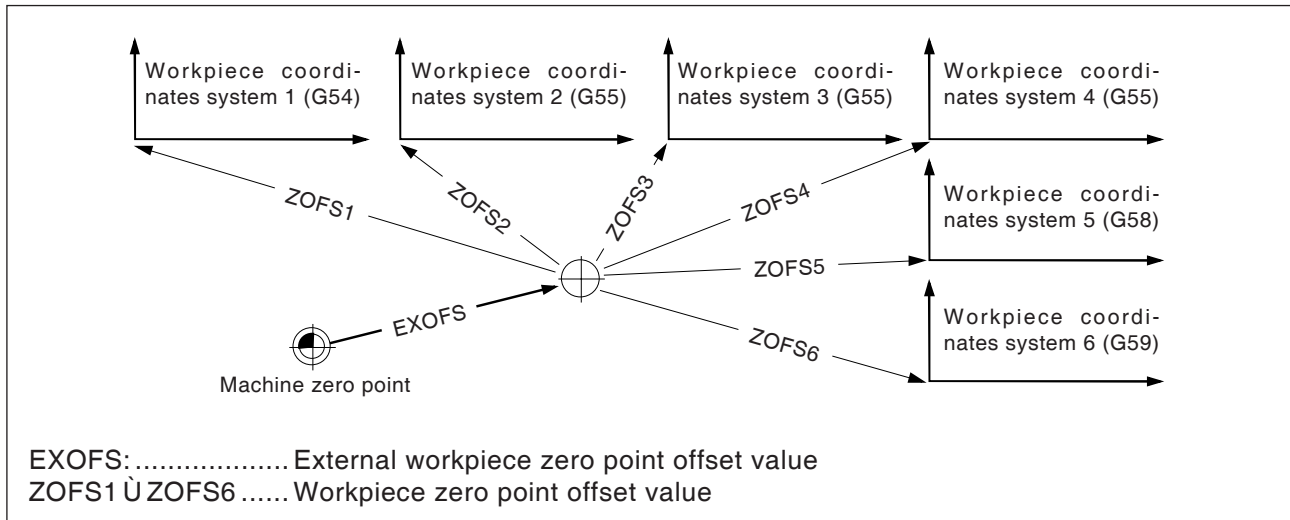 Workpiece coordi-
nates system 1 (G54)
Workpiece coordi-
nates system 2 (G55)
Workpiece coordi-
nates system 3 (G55)
Workpiece coordi-
nates system 4 (G55)
ZOFS1
ZOFS2
ZOFS3
ZOFS4
Workpiece coordi-
nates system 5 (G58)
ZOFS5
EXOFS
ZOFS6
Workpiece coordi-
nates system 6 (G59)
Machine zero point
EXOFS: ................... External workpiece zero point offset value
ZOFS1 Ù ZOFS6 ...... Workpiece zero point offset value